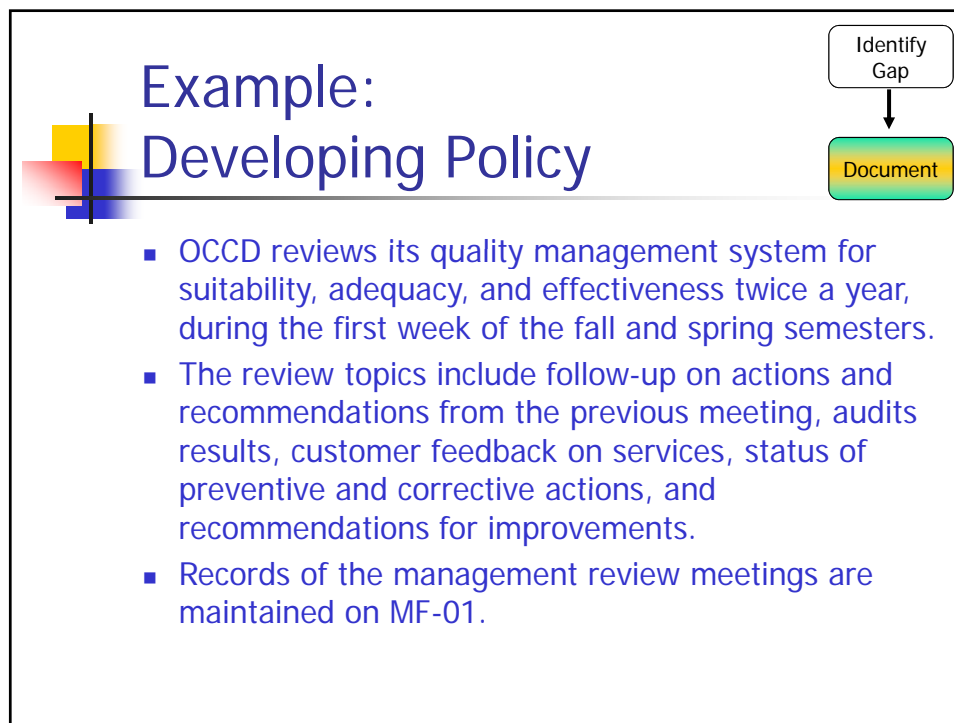 Example:
Developing Policy
Identify
Gap
Document
OCCD reviews its quality management system for
suitability, adequacy, and effectiveness twice a year,
during the first week of the fall and spring semesters.
The review topics include follow-up on actions and
recommendations from the previous meeting, audits
results, customer feedback on services, status of
preventive and corrective actions, and
recommendations for improvements.
Records of the management review meetings are
maintained on MF-01.